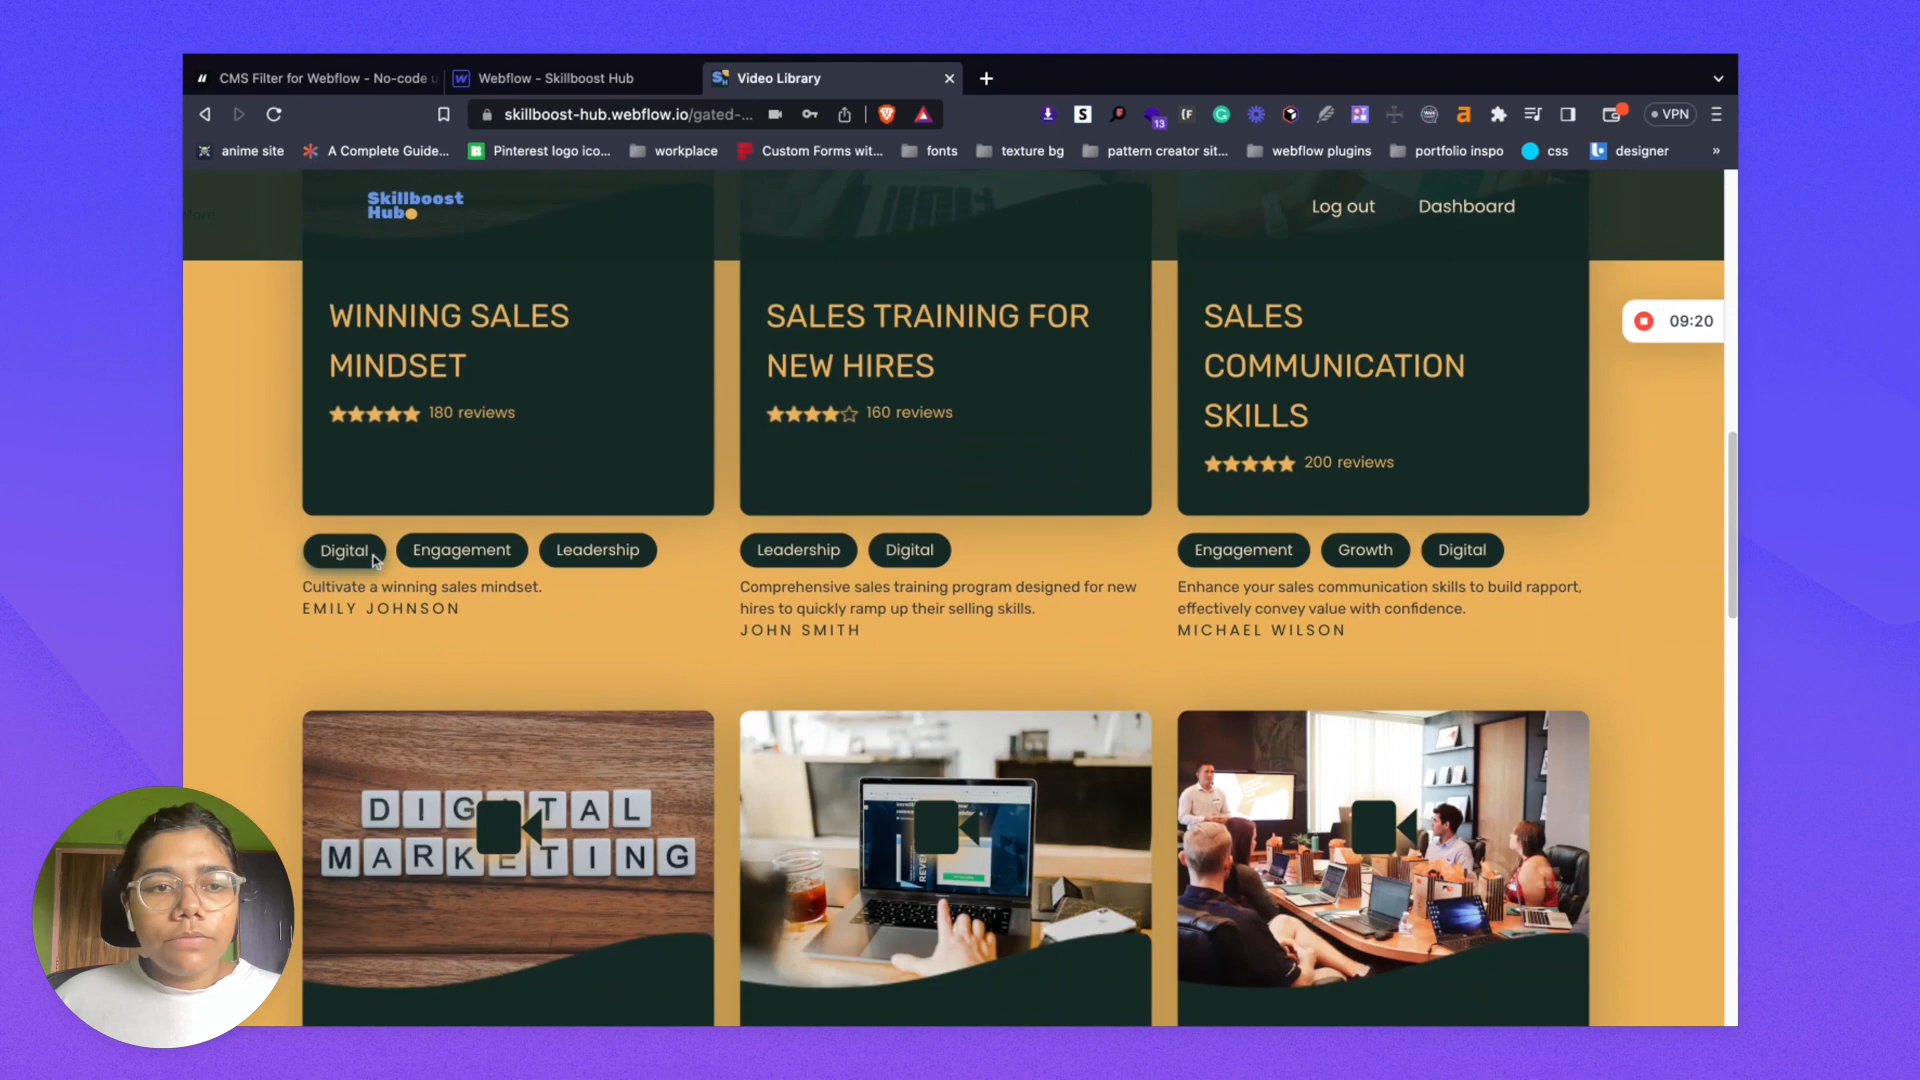 CMS Filter for Webflow - No-code u
Webflow - Skillboost Hub
Video Library
skillboost-hub.webflow.io/gated-...
13
VPN
anime site
A Complete Guide...
Pinterest logo ico...
workplace
Custom Forms wit...
fonts
texture bg
pattern creator sit...
webflow plugins
portfolio inspo
css
designer
»
Skillboost
Hub
Log out
Dashboard
09:20
WINNING SALES
MINDSET
180 reviews
SALES TRAINING FOR
NEW HIRES
160 reviews
SALES
COMMUNICATION
SKILLS
200 reviews
Digital
Engagement
Leadership
Cultivate a winning sales mindset.
EMILY JOHNSON
Leadership
Digital
Comprehensive sales training program designed for new
hires to quickly ramp up their selling skills.
JOHN SMITH
Engagement
Growth
Digital
Enhance your sales communication skills to build rapport,
effectively convey value with confidence.
MICHAEL WILSON
DIGITAL
MARKETING